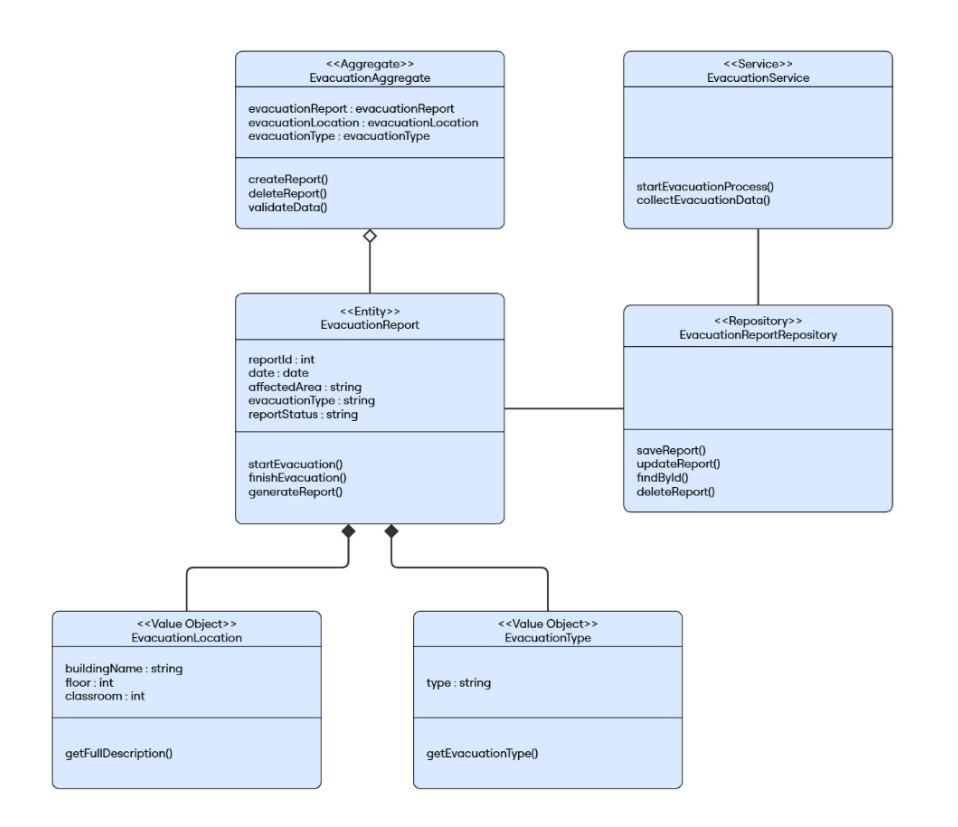 <<Aggregate>>
EvacuationAggregate
evacuationReport : evacuationReport
evacuationLocation : evacuationLocation
evacuationType : evacuationType
createReport()
deleteReport()
validateData()
<<Service>>
EvacuationService
startEvacuationProcess()
collectEvacuationData()
<<Entity>>
EvacuationReport
reportId : int
date : date
affectedArea : string
evacuationType : string
reportStatus : string
startEvacuation()
finishEvacuation()
generateReport()
<<Repository>>
EvacuationReportRepository
saveReport()
updateReport()
findById()
deleteReport()
<<Value Object>>
EvacuationLocation
buildingName : string
floor : int
classroom : int
getFullDescription()
<<Value Object>>
EvacuationType
type : string
getEvacuationType()